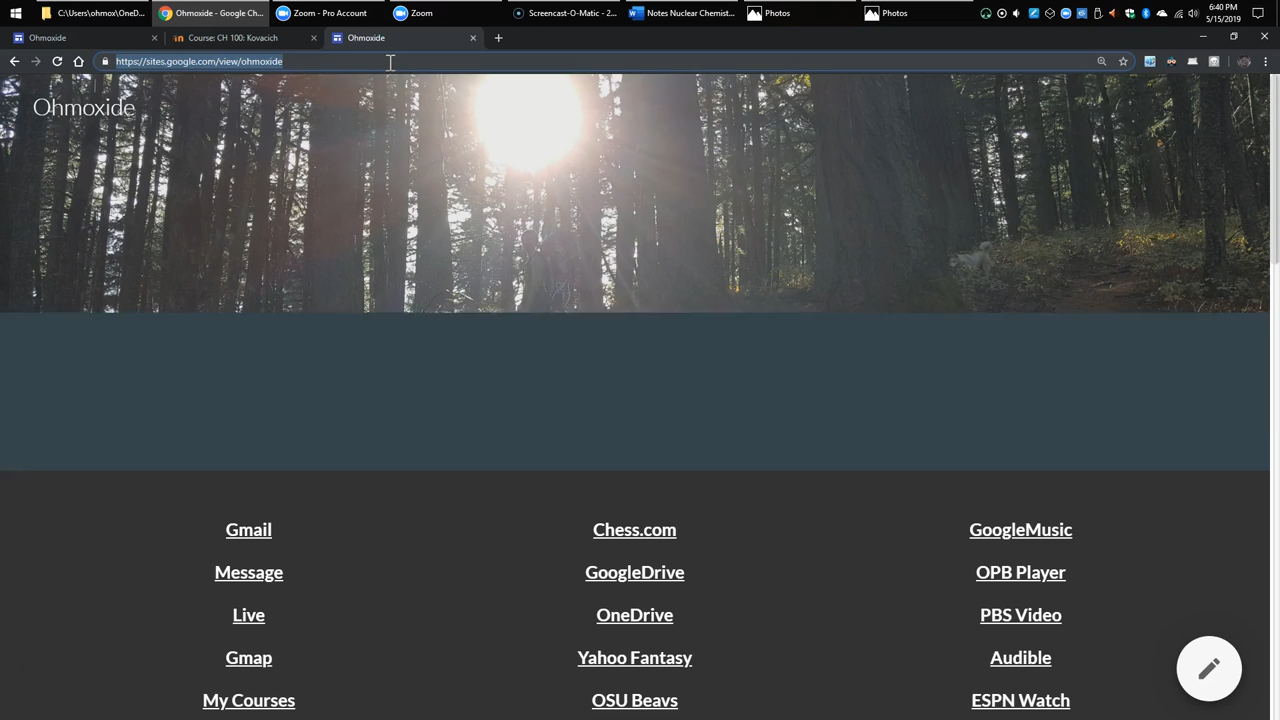 C:\Users\ohmox\OneD...
Ohmoxide - Google Ch...
Zoom - Pro Account
Zoom
Screencast-O-Matic - 2...
Notes Nuclear Chemist...
Photos
Photos
6:40 PM
5/15/2019
Ohmoxide
Course: CH 100: Kovacich
Ohmoxide
https://sites.google.com/view/ohmoxide
Ohmoxide
Gmail
Chess.com
GoogleMusic
Message
GoogleDrive
OPB Player
Live
OneDrive
PBS Video
Gmap
Yahoo Fantasy
Audible
My Courses
OSU Beavs
ESPN Watch